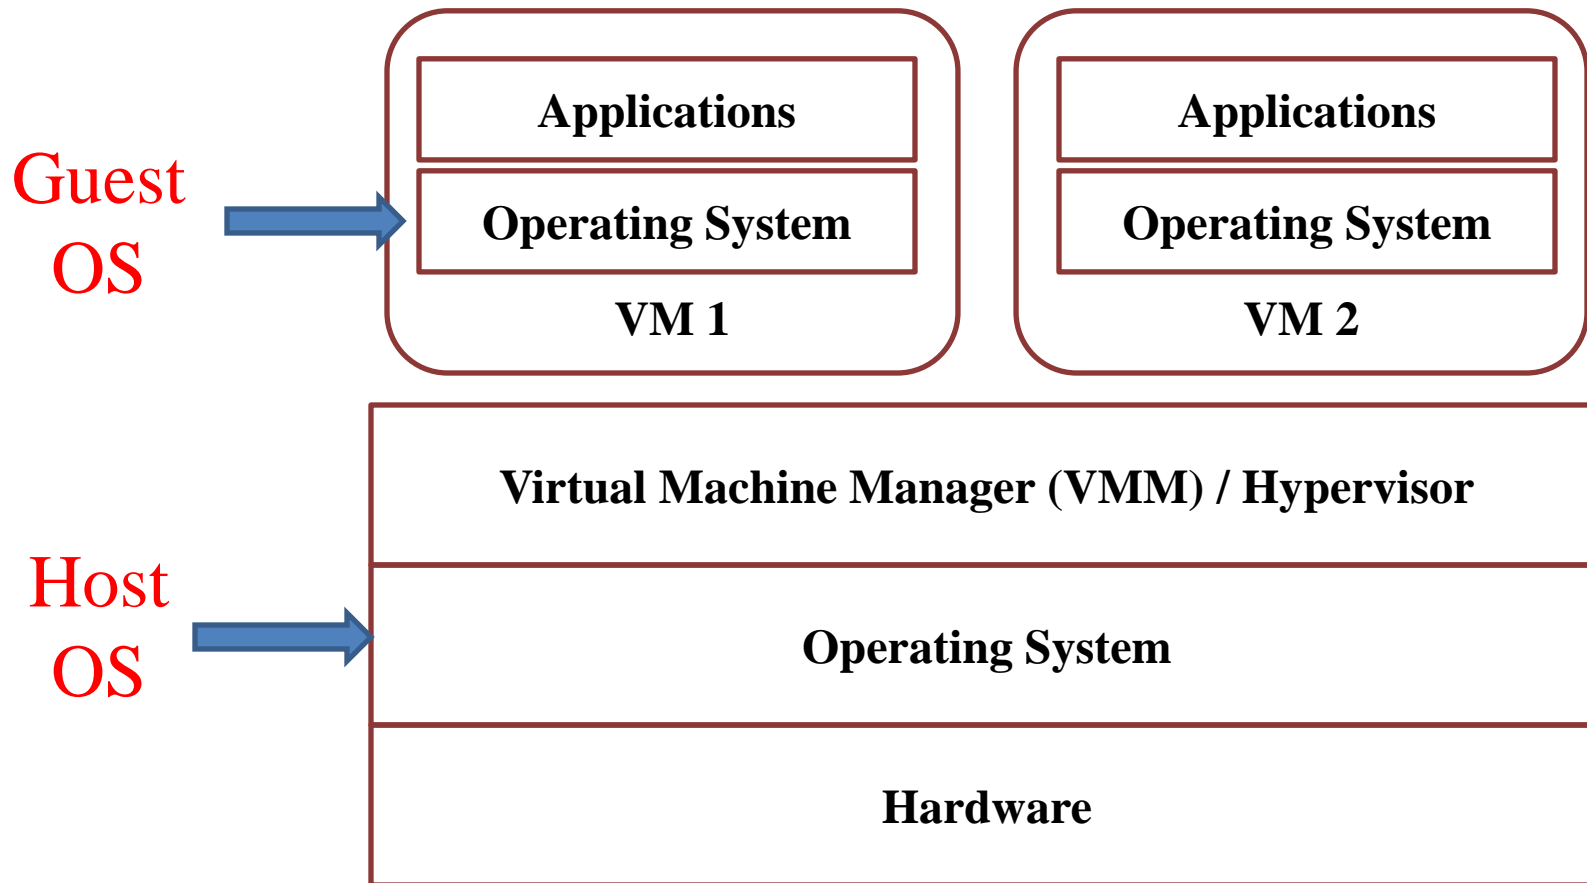 Applications
Applications
Guest
OS
Operating System
Operating System
VM 1
VM 2
Virtual Machine Manager (VMM) / Hypervisor
Host
OS
Operating System
Hardware